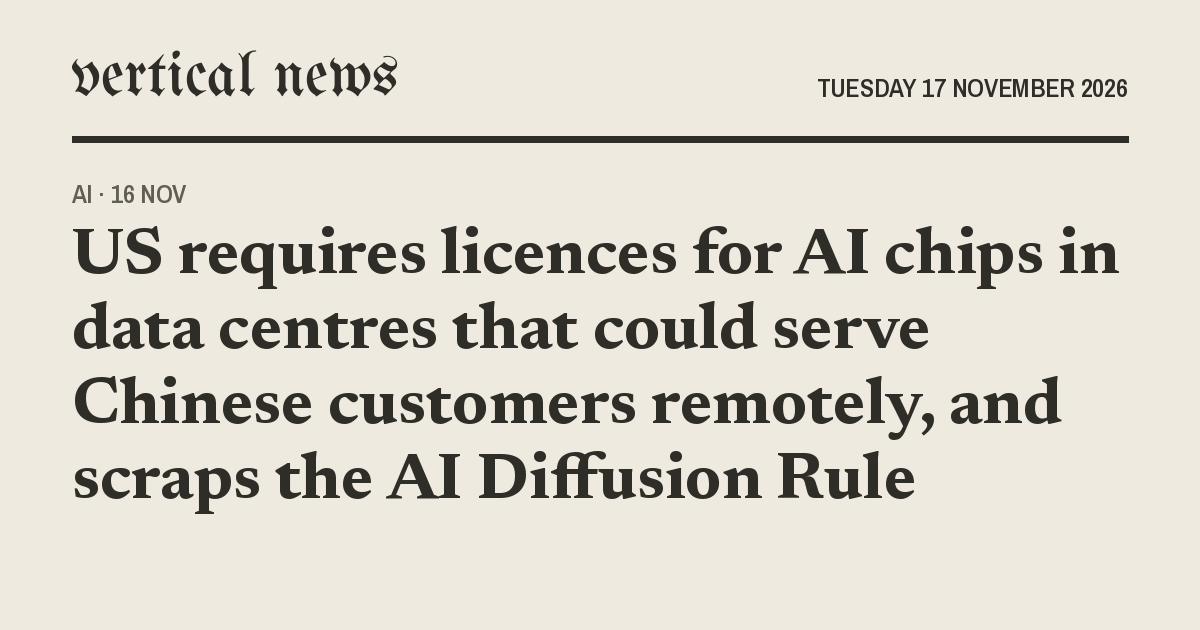 vertical news
TUESDAY 17 NOVEMBER 2026
AI · 16 NOV
US requires licences for AI chips in
data centres that could serve
Chinese customers remotely, and
scraps the AI Diffusion Rule